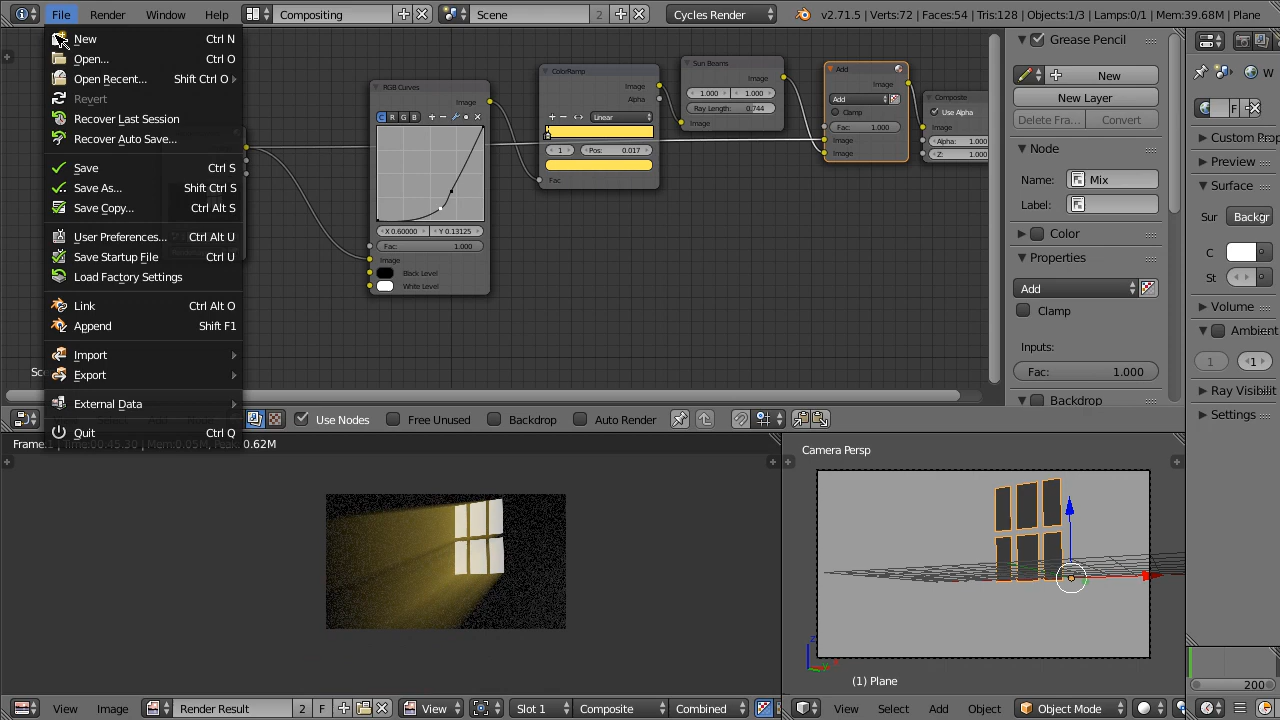 File Render Window Help Compositing Scene 2 Cycles Render v2.71.5 | Verts:72 | Faces:54 | Tris:128 | Objects:1/3 | Lamps:0/1 | Mem:39.68M | Plane
New Ctrl N
Open... Ctrl O
Open Recent... Shift Ctrl O
Revert
Recover Last Session
Recover Auto Save...
Save Ctrl S
Save As... Shift Ctrl S
Save Copy... Ctrl Alt S
User Preferences... Ctrl Alt U
Save Startup File Ctrl U
Load Factory Settings
Link Ctrl Alt O
Append Shift F1
Import
Export
External Data
Quit Ctrl Q
RGB Curves
Image
C R G B
X 0.60000 Y 0.13125
Fac: 1.000
Image
Black Level
White Level
ColorRamp
Image
Alpha
Linear
1 Pos: 0.017
Fac
Sun Beams
Image
1.000 1.000
Ray Length: 0.744
Image
Add
Image
Add
Clamp
Fac: 1.000
Image
Image
Composite
Use Alpha
Image
Alpha: 1.000
Z: 1.000
Grease Pencil
New
New Layer
Delete Fra... Convert
Node
Name: Mix
Label:
Color
Properties
Add
Clamp
Inputs:
Fac: 1.000
Backdrop
W
F
Custom Prop
Preview
Surface
Sur Backgr
C
St
Volume
Ambient
1 1
Ray Visibilit
Settings
200
Use Nodes Free Unused Backdrop Auto Render
0.62M
View Image Render Result 2 F View Slot 1 Composite Combined
Camera Persp
(1) Plane
View Select Add Object Object Mode